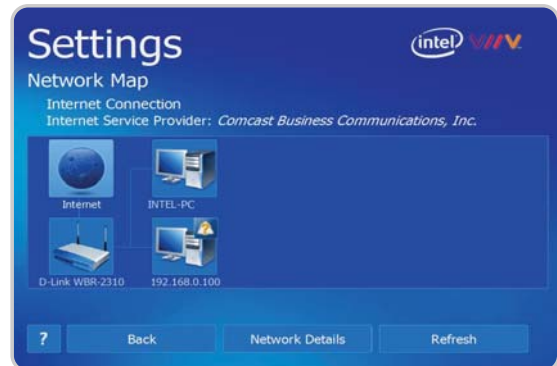 Settings
intel VIIV
Network Map
Internet Connection
Internet Service Provider: Comcast Business Communications, Inc.
Internet
INTEL-PC
D-Link WBR-2310
192.168.0.100
?
Back
Network Details
Refresh